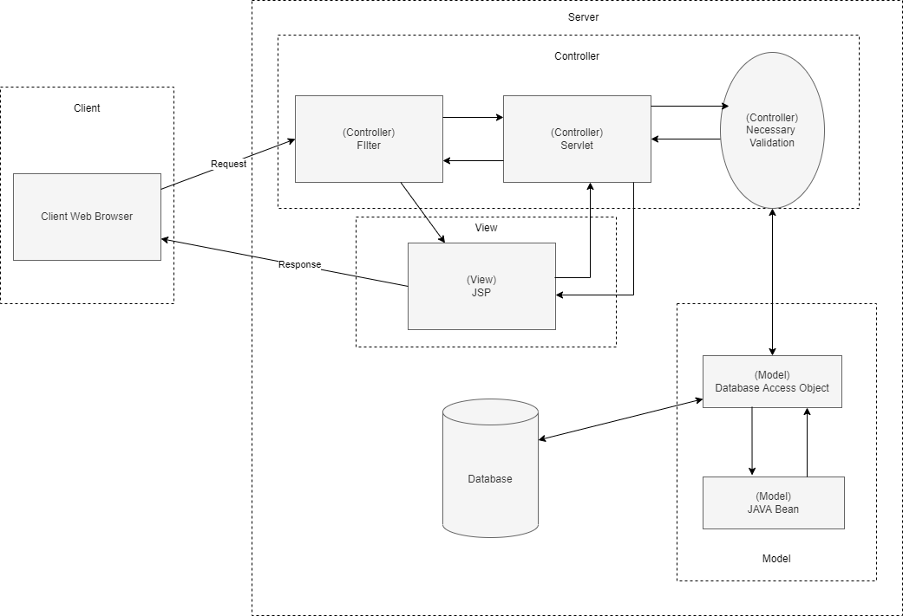 Server
Controller
Client
(Controller)
FIlter
(Controller)
Servlet
(Controller)
Necessary
Validation
Request
Client Web Browser
View
Response
(View)
JSP
(Model)
Database Access Object
Database
(Model)
JAVA Bean
Model